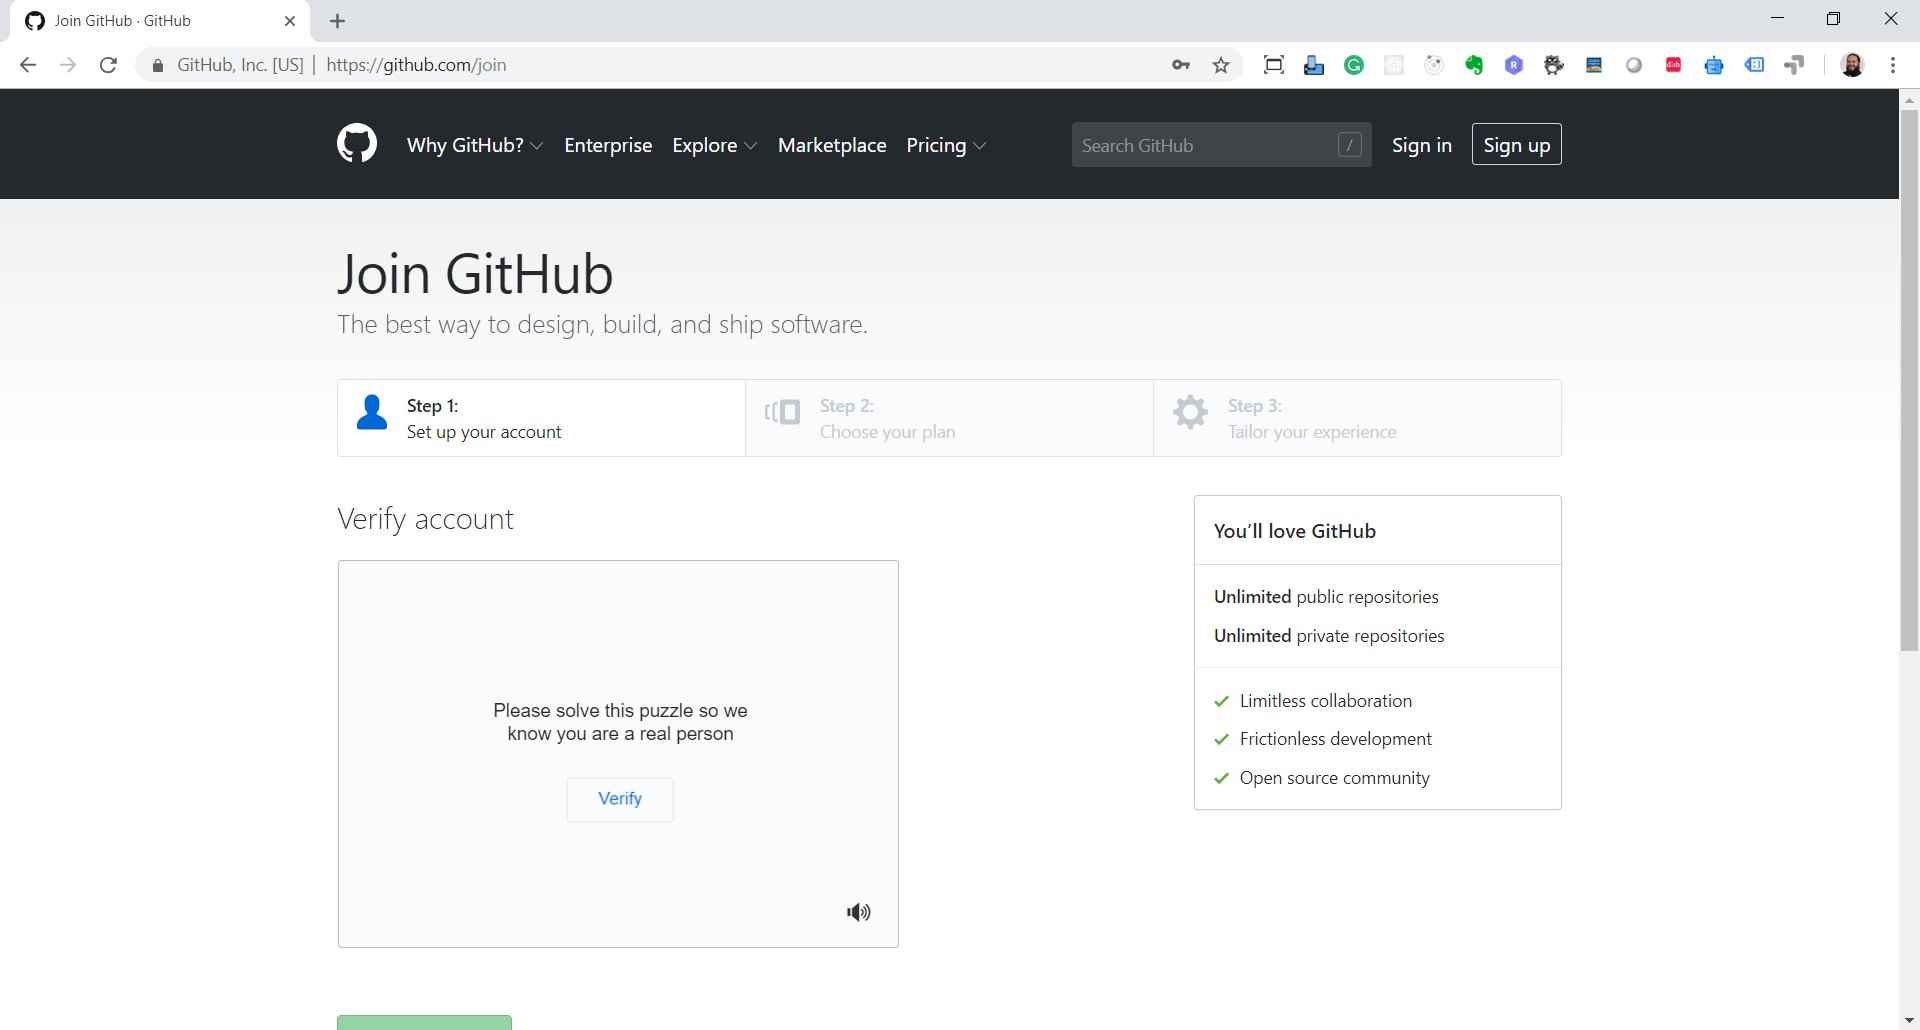 Join GitHub · GitHub
GitHub, Inc. [US] | https://github.com/join
Why GitHub? Enterprise Explore Marketplace Pricing Search GitHub / Sign in Sign up
Join GitHub
The best way to design, build, and ship software.
Step 1:
Set up your account
Step 2:
Choose your plan
Step 3:
Tailor your experience
Verify account
Please solve this puzzle so we
know you are a real person
Verify
You’ll love GitHub
Unlimited public repositories
Unlimited private repositories
Limitless collaboration
Frictionless development
Open source community